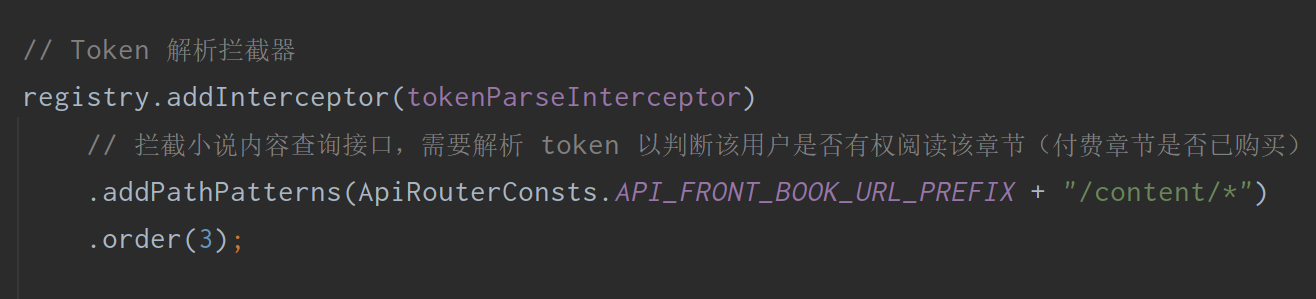 // Token 解析拦截器
registry.addInterceptor(tokenParseInterceptor)
// 拦截小说内容查询接口，需要解析 token 以判断该用户是否有权阅读该章节（付费章节是否已购买）
.addPathPatterns(ApiRouterConsts.API_FRONT_BOOK_URL_PREFIX + "/content/*")
.order(3);